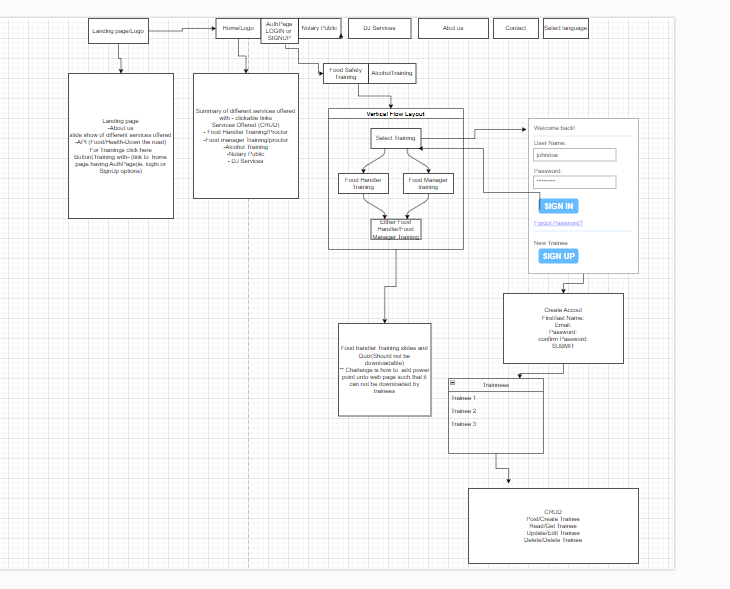 Landing page/Logo
Home/Logo
AuthPage
LOGIN or
SIGNUP
Notary Public
DJ Services
Abut us
Contact
Select language
Food Safety
Training
AlcoholTraining
Landing page
-About us
slide show of different services offered
-API (Food/Health-Down the road)
For Trainings click here
Button(Training with- (link to home
page having AuthPage(ie. login or
SignUp options)
Summary of different services offered
with - clickable links
Services Offered (CRUD)
- Food Handler Training/Proctor
-Food manager Training/proctor
-Alcohol Training
-Notary Public
- DJ Services
Vertical Flow Layout
Select Training
Food Handler
Training
Food Manager
training
Either Food
Handler/Food
Manager Training
Welcome back!
User Name:
johndoe
Password:
********
SIGN IN
Forgot Password?
New Trainee
SIGN UP
Create Accout
First/last Name:
Email:
Password:
confirm Password:
SUBMIT
Food handler Training slides and
Quiz(Should not be
downloadable)
** Challenge is how to add power
point unto web page such that it
can not be downloaded by
trainees
Trainnees
Trainee 1
Trainee 2
Trainee 3
CRUD
Post/Create Trainee
Read/Get Trainee
Update/Edit Trainee
Delete/Delete Trainee